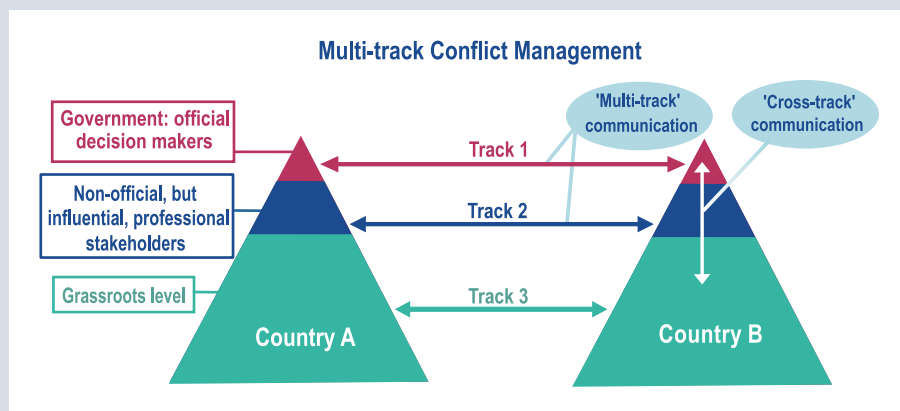 Multi-track Conflict Management
Government: official
decision makers
Non-official, but
influential, professional
stakeholders
Grassroots level
'Multi-track'
communication
'Cross-track'
communication
Track 1
Track 2
Track 3
Country A
Country B